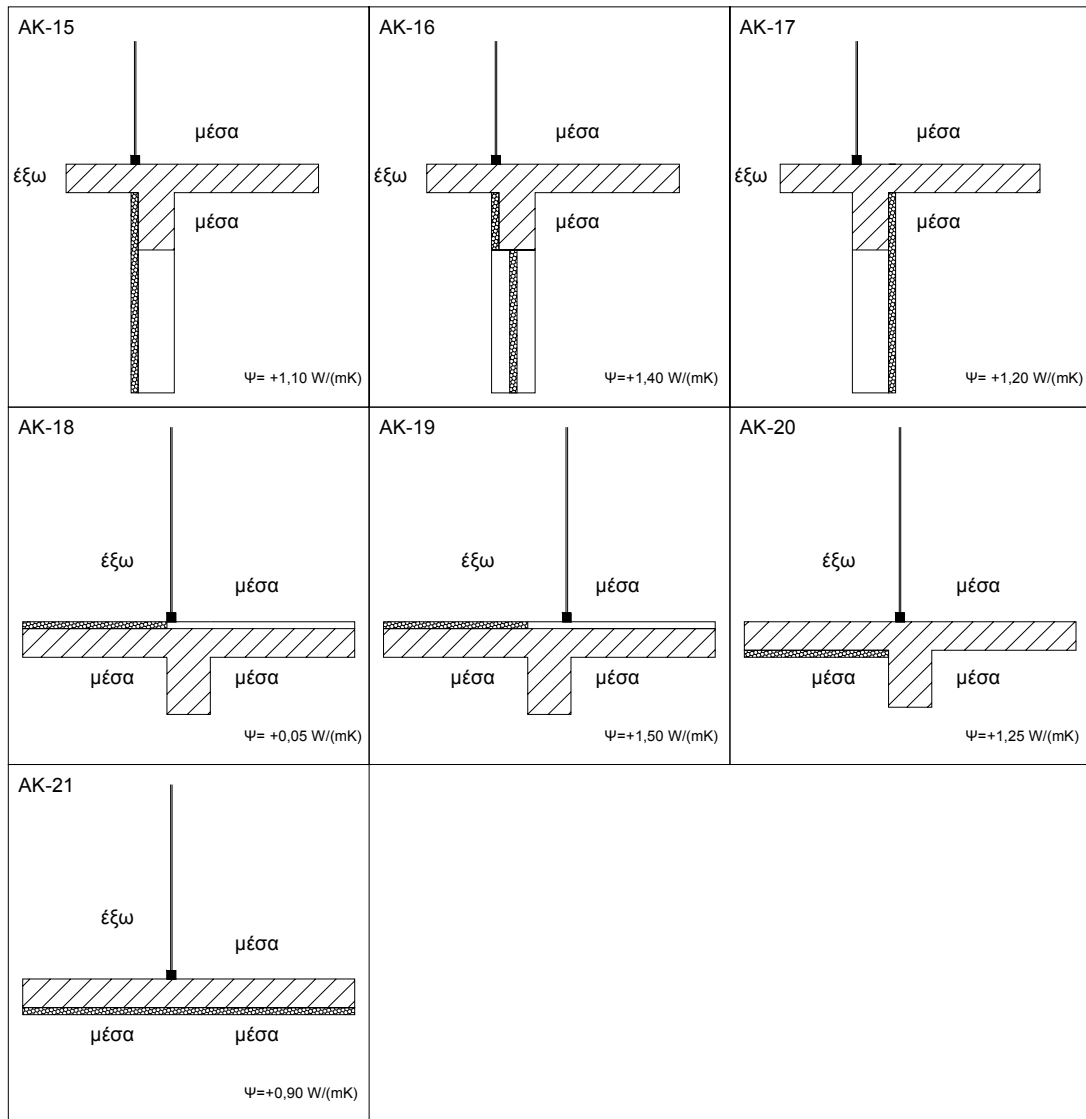 AK-15
μέσα
έξω
μέσα
Ψ= +1,10 W/(mK)
AK-16
μέσα
έξω
μέσα
Ψ=+1,40 W/(mK)
AK-17
μέσα
έξω
μέσα
Ψ= +1,20 W/(mK)
AK-18
έξω
μέσα
μέσα
μέσα
Ψ= +0,05 W/(mK)
AK-19
έξω
μέσα
μέσα
μέσα
Ψ=+1,50 W/(mK)
AK-20
έξω
μέσα
μέσα
μέσα
Ψ=+1,25 W/(mK)
AK-21
έξω
μέσα
μέσα
μέσα
Ψ=+0,90 W/(mK)